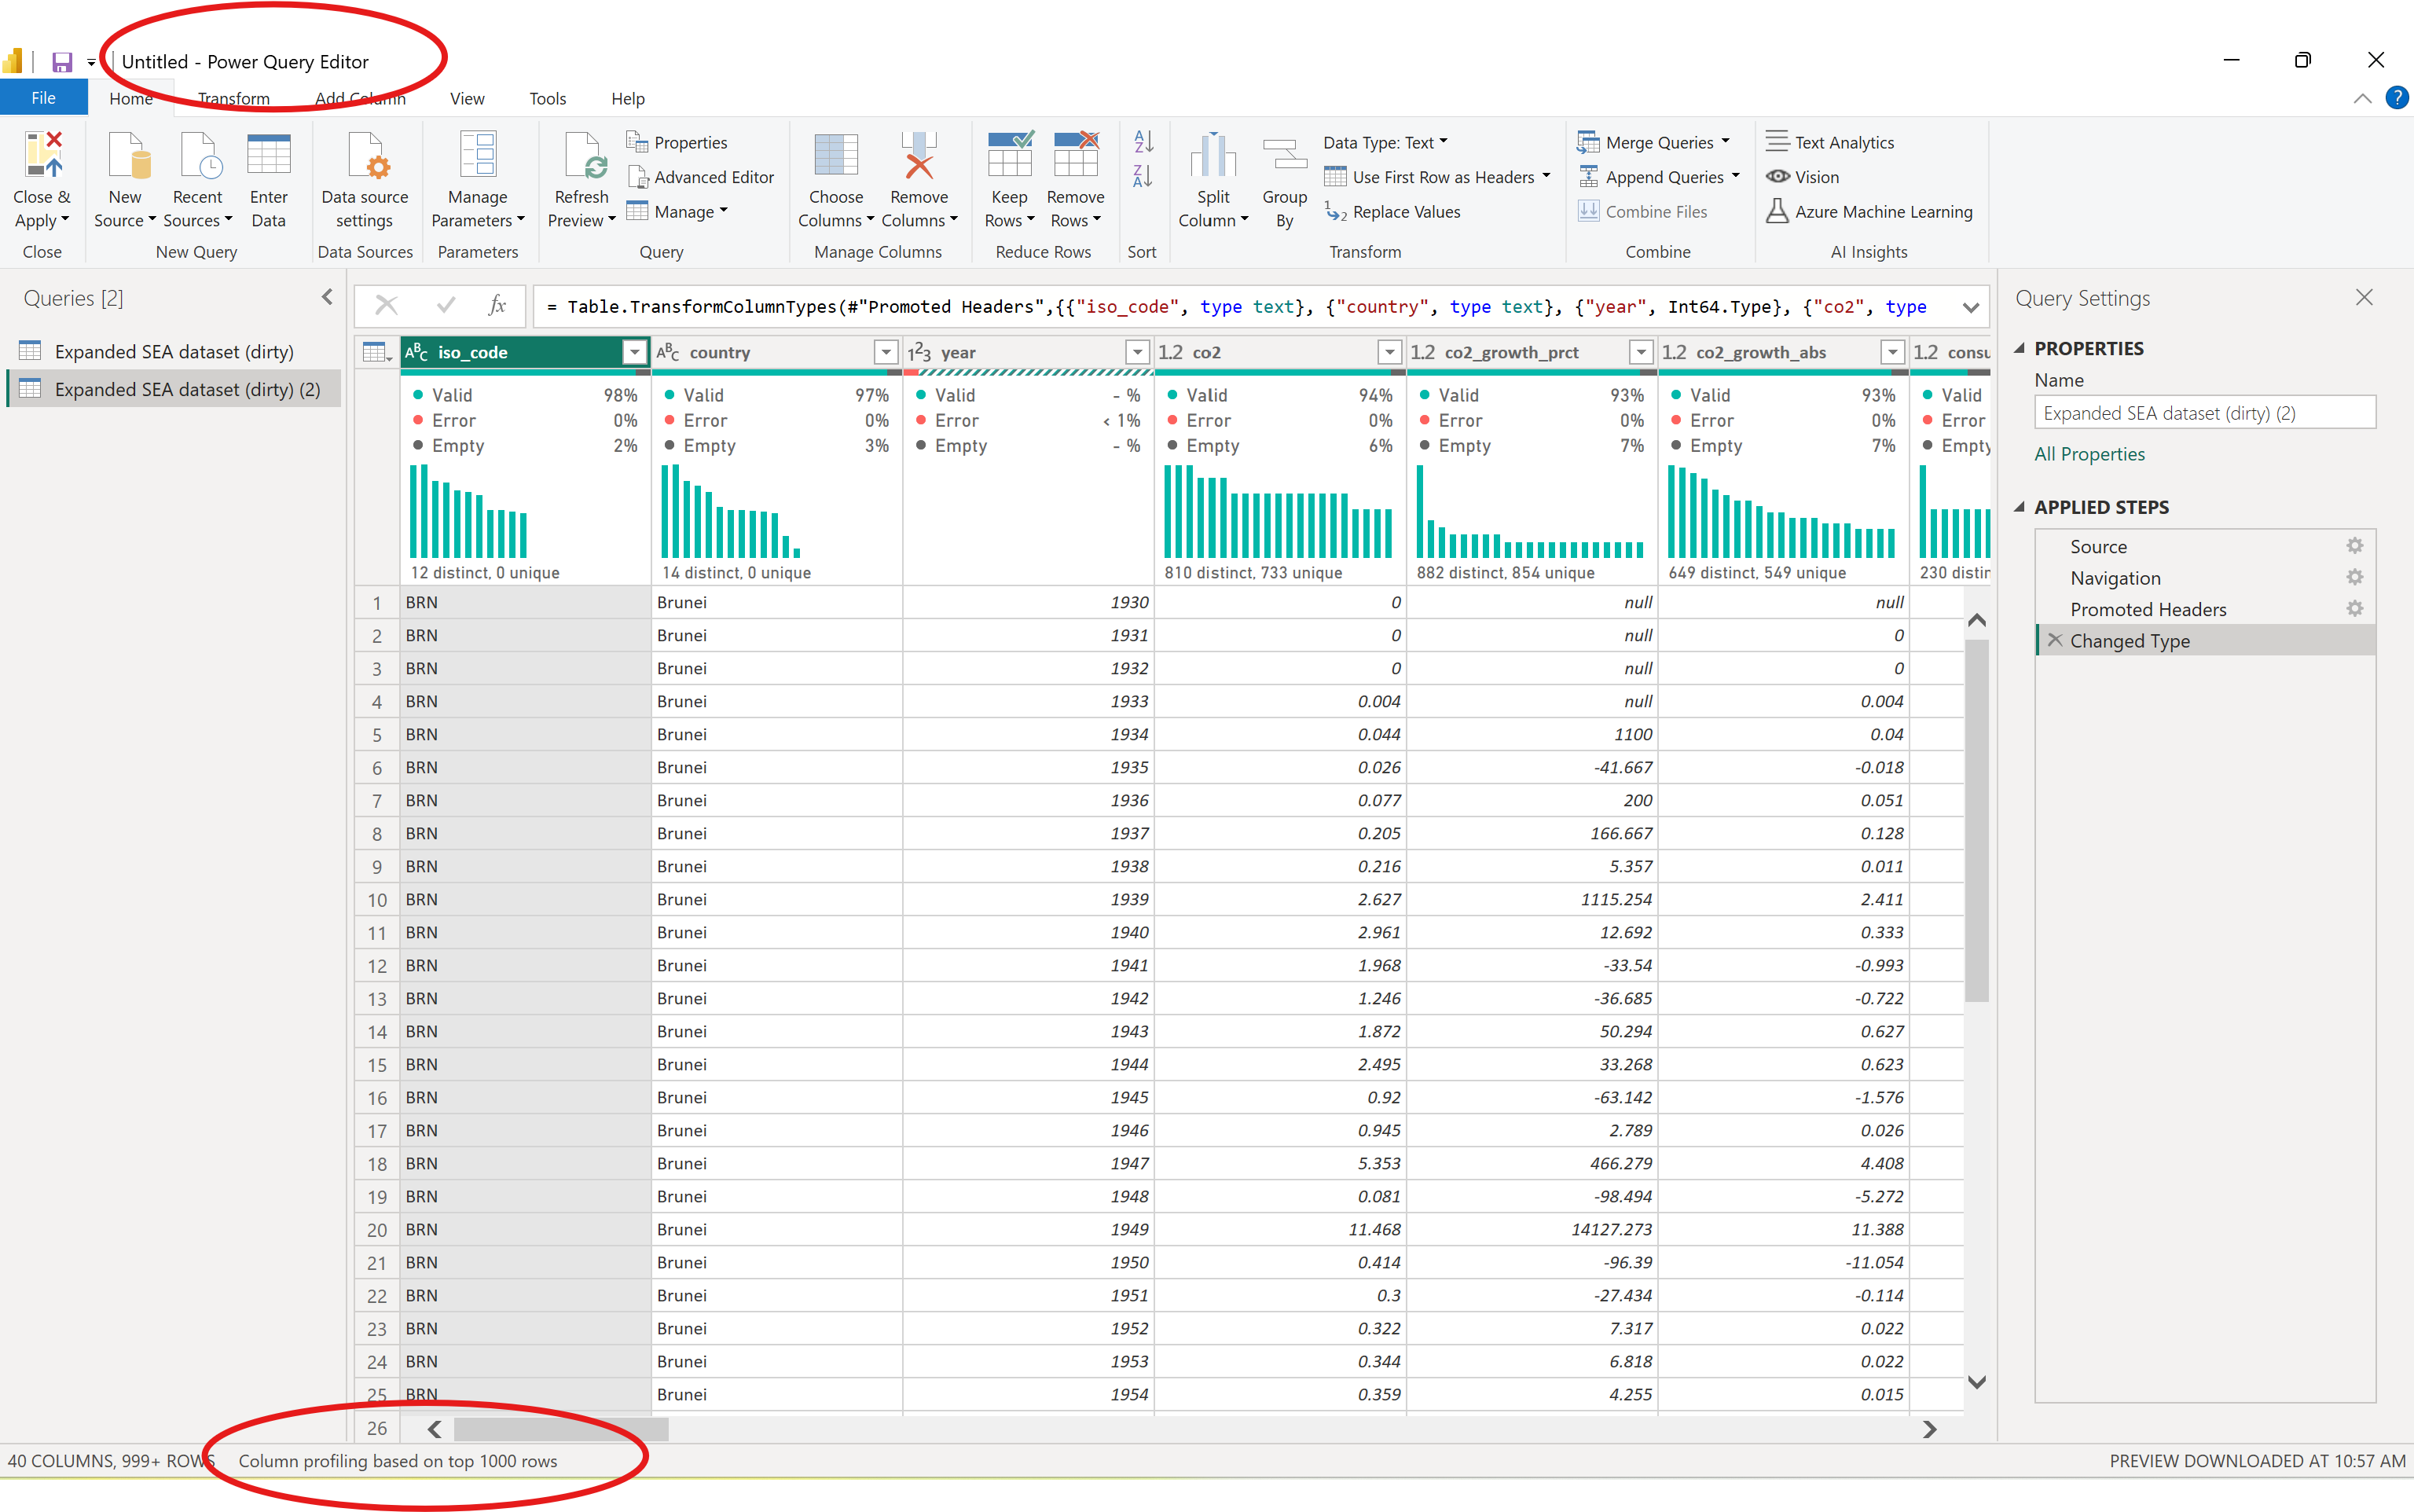 Untitled - Power Query Editor
File Home Transform Add Column View Tools Help
Close & Apply
New Source
Recent Sources
Enter Data
Data source settings
Manage Parameters
Refresh Preview
Properties
Advanced Editor
Manage
Choose Columns
Remove Columns
Keep Rows
Remove Rows
Split Column
Group By
Data Type: Text
Use First Row as Headers
Replace Values
Merge Queries
Append Queries
Combine Files
Text Analytics
Vision
Azure Machine Learning
Close New Query Data Sources Parameters Query Manage Columns Reduce Rows Sort Transform Combine AI Insights
Queries [2]
Expanded SEA dataset (dirty)
Expanded SEA dataset (dirty) (2)
fx = Table.TransformColumnTypes(#"Promoted Headers",{{"iso_code", type text}, {"country", type text}, {"year", Int64.Type}, {"co2", type
iso_code country year co2 co2_growth_prct co2_growth_abs consu
Valid 98% Valid 97% Valid - % Valid 94% Valid 93% Valid 93% Valid
Error 0% Error 0% Error < 1% Error 0% Error 0% Error 0% Error
Empty 2% Empty 3% Empty - % Empty 6% Empty 7% Empty 7% Empty
12 distinct, 0 unique 14 distinct, 0 unique 810 distinct, 733 unique 882 distinct, 854 unique 649 distinct, 549 unique 230 distin
1 BRN Brunei 1930 0 null null
2 BRN Brunei 1931 0 null 0
3 BRN Brunei 1932 0 null 0
4 BRN Brunei 1933 0.004 null 0.004
5 BRN Brunei 1934 0.044 1100 0.04
6 BRN Brunei 1935 0.026 -41.667 -0.018
7 BRN Brunei 1936 0.077 200 0.051
8 BRN Brunei 1937 0.205 166.667 0.128
9 BRN Brunei 1938 0.216 5.357 0.011
10 BRN Brunei 1939 2.627 1115.254 2.411
11 BRN Brunei 1940 2.961 12.692 0.333
12 BRN Brunei 1941 1.968 -33.54 -0.993
13 BRN Brunei 1942 1.246 -36.685 -0.722
14 BRN Brunei 1943 1.872 50.294 0.627
15 BRN Brunei 1944 2.495 33.268 0.623
16 BRN Brunei 1945 0.92 -63.142 -1.576
17 BRN Brunei 1946 0.945 2.789 0.026
18 BRN Brunei 1947 5.353 466.279 4.408
19 BRN Brunei 1948 0.081 -98.494 -5.272
20 BRN Brunei 1949 11.468 14127.273 11.388
21 BRN Brunei 1950 0.414 -96.39 -11.054
22 BRN Brunei 1951 0.3 -27.434 -0.114
23 BRN Brunei 1952 0.322 7.317 0.022
24 BRN Brunei 1953 0.344 6.818 0.022
25 BRN Brunei 1954 0.359 4.255 0.015
26
Query Settings
PROPERTIES
Name
Expanded SEA dataset (dirty) (2)
All Properties
APPLIED STEPS
Source
Navigation
Promoted Headers
Changed Type
40 COLUMNS, 999+ ROWS Column profiling based on top 1000 rows PREVIEW DOWNLOADED AT 10:57 AM